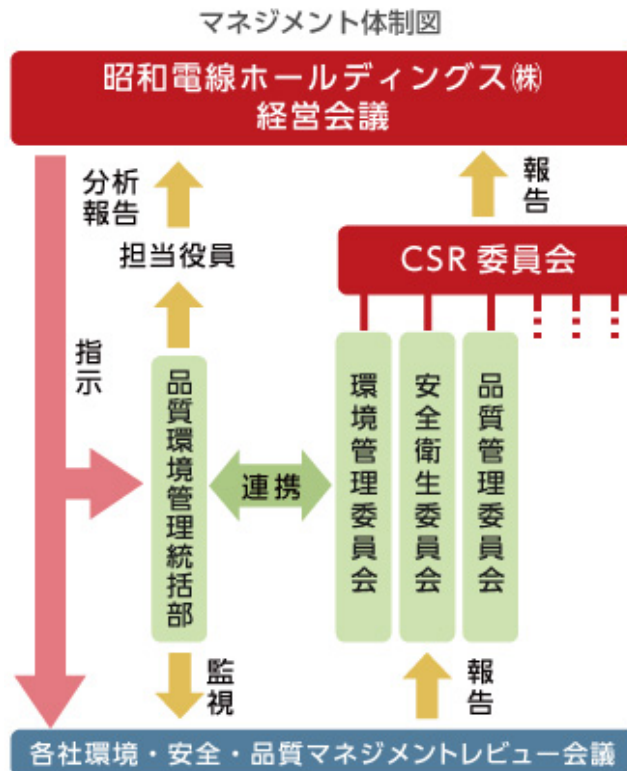 マネジメント体制図
昭和電線ホールディングス㈱
経営会議
分析
報告
報告
担当役員
CSR 委員会
指示
品質環境管理統括部
連携
環境管理委員会
安全衛生委員会
品質管理委員会
監視
報告
各社環境・安全・品質マネジメントレビュー会議